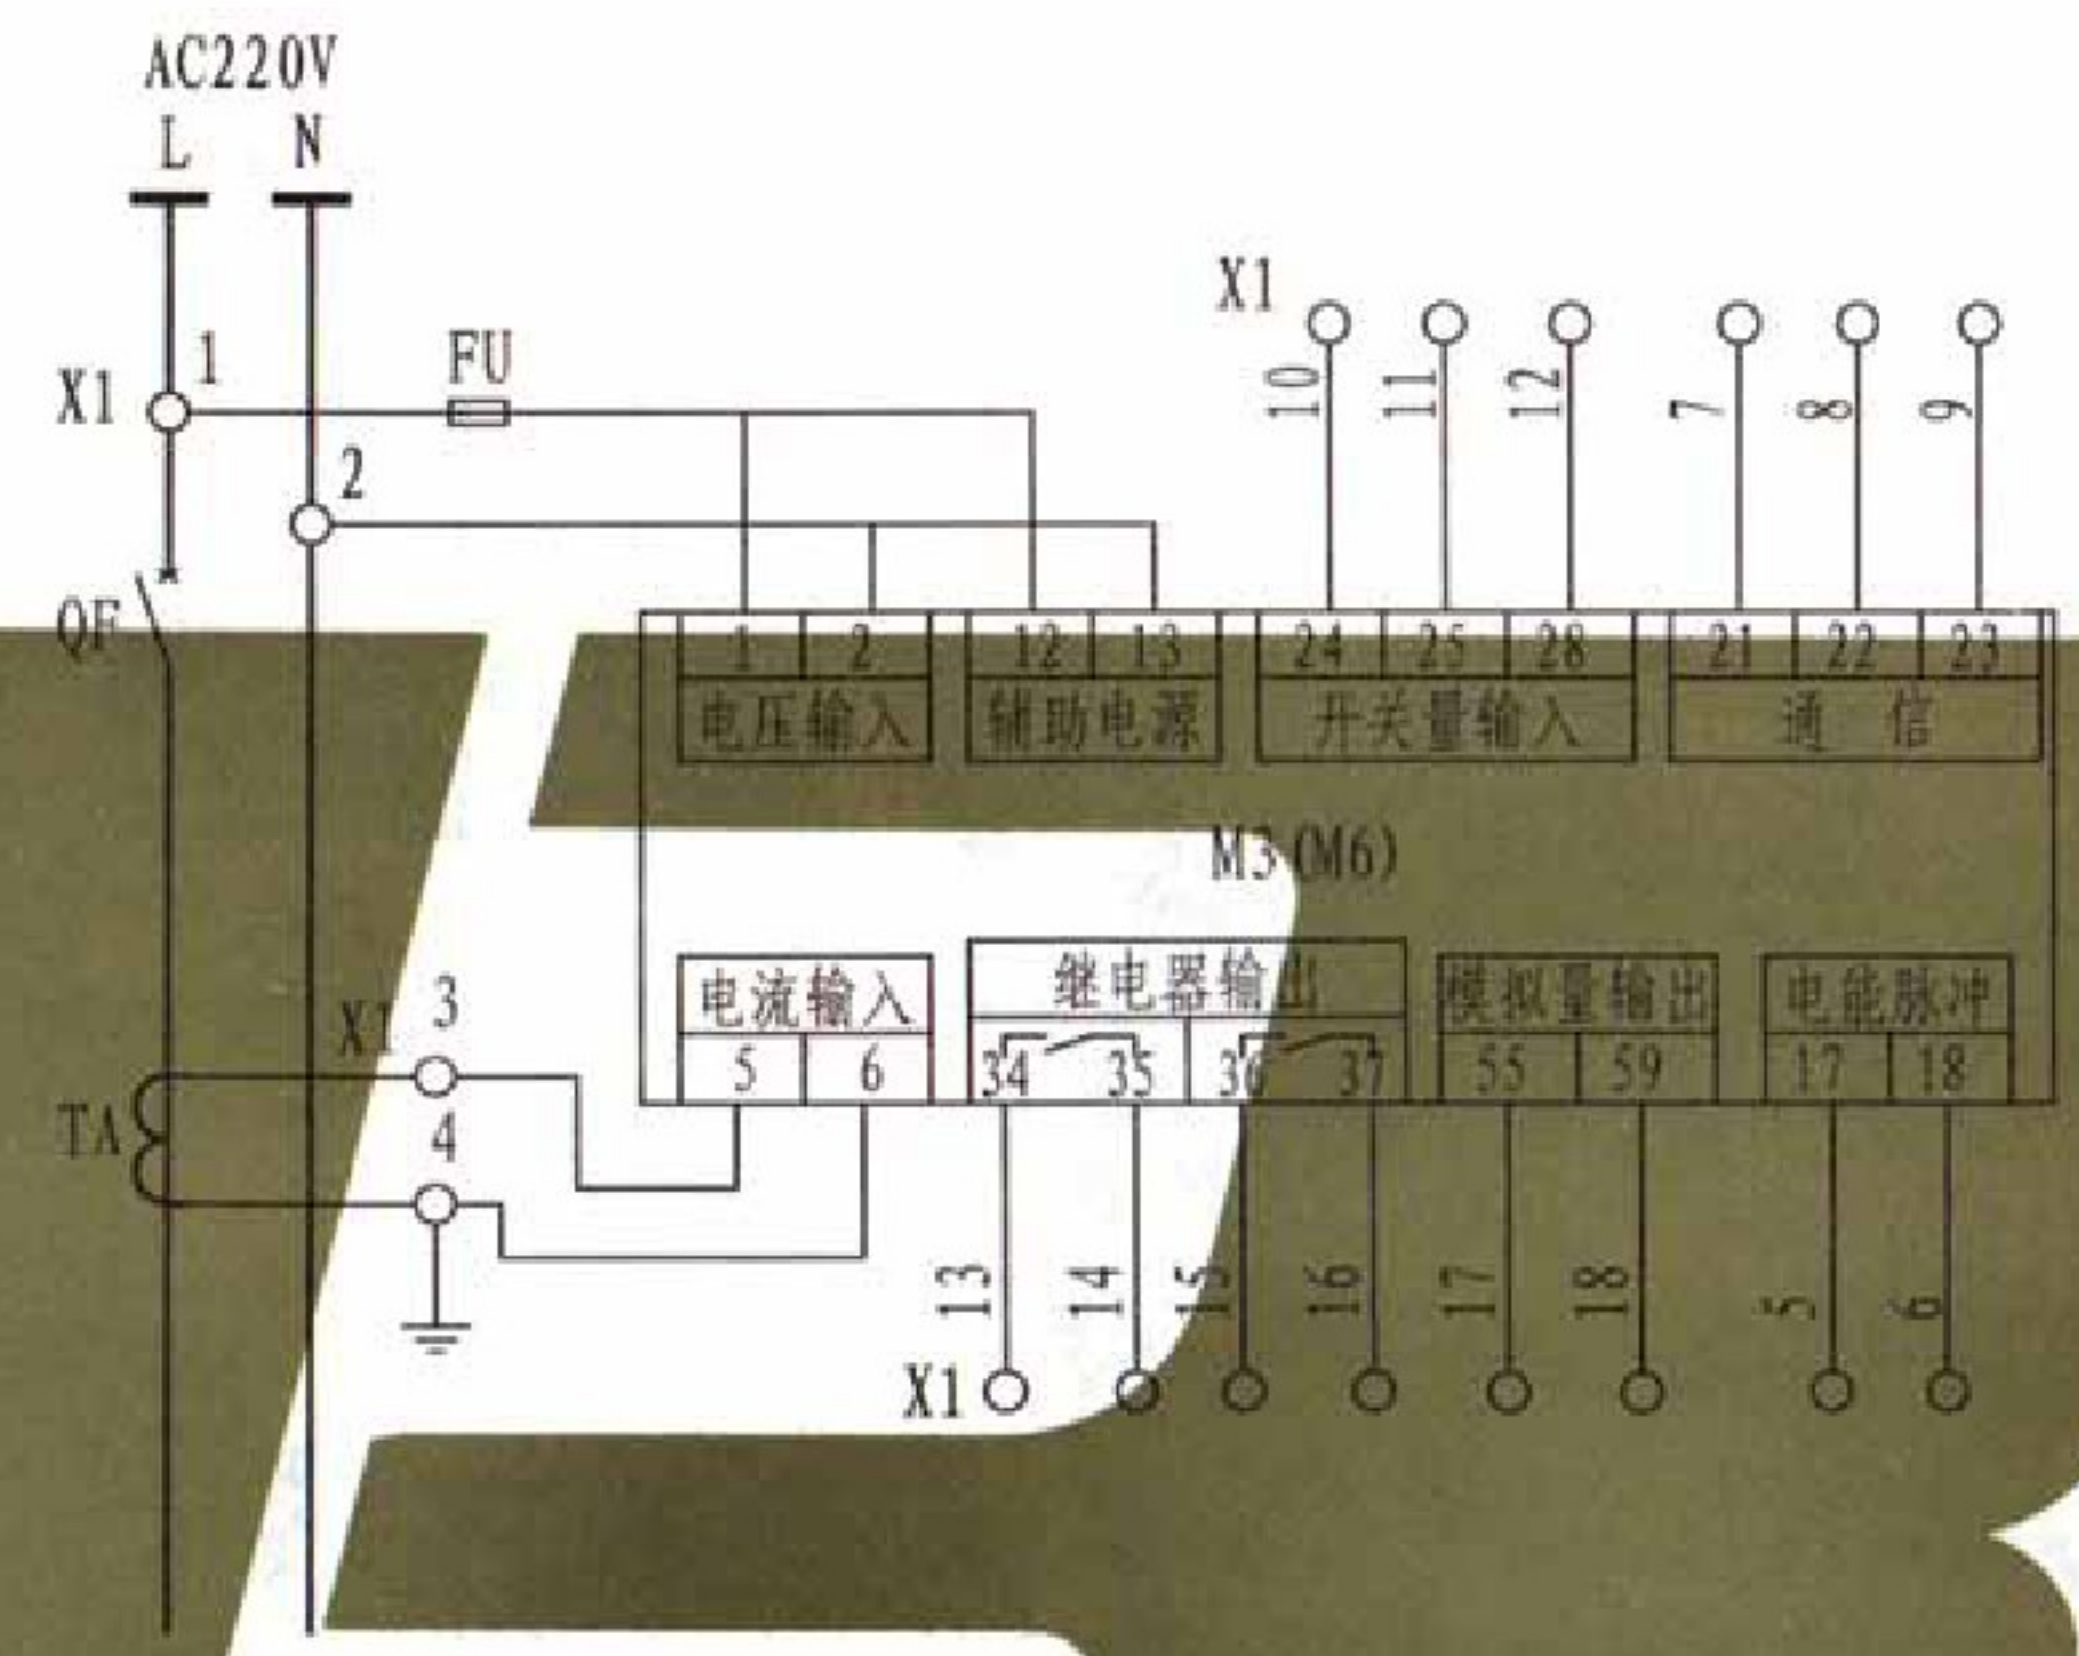 AC220V
L N
X1 1 FU
2
X1
10 11 12 7 8 9
QF
1 2 12 13 24 25 28 21 22 23
电压输入 辅助电源 开关量输入 通 信
M3(M6)
电流输入 继电器输出 模拟量输出 电能脉冲
5 6 34 35 36 37 55 59 17 18
X1 3
TA 4
13 14 15 16 17 18 5 6
X1